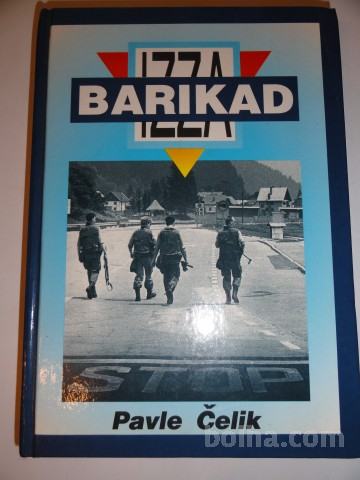 IZZA
BARIKAD
IZZA
STOP
Pavle Čelik
bolha.com